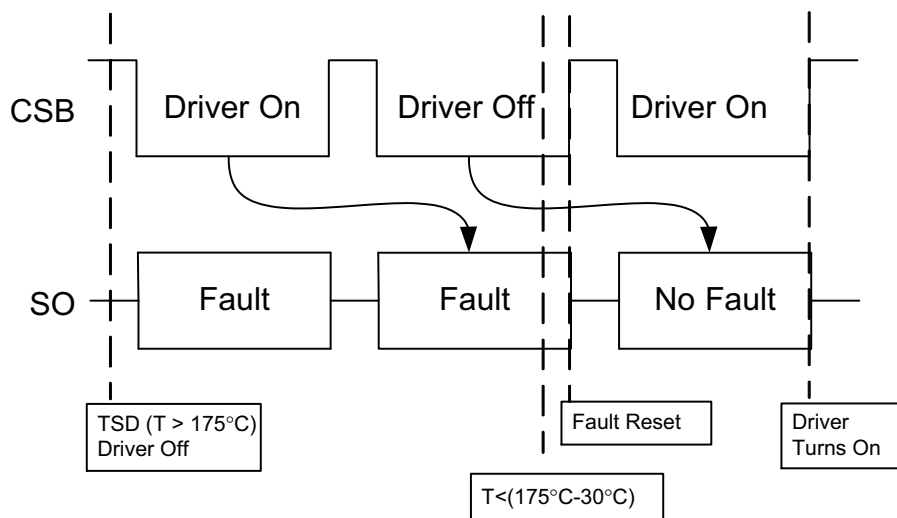 CSB
Driver On
Driver Off
Driver On
SO
Fault
Fault
No Fault
TSD (T > 175°C)
Driver Off
Fault Reset
Driver
Turns On
T<(175°C-30°C)